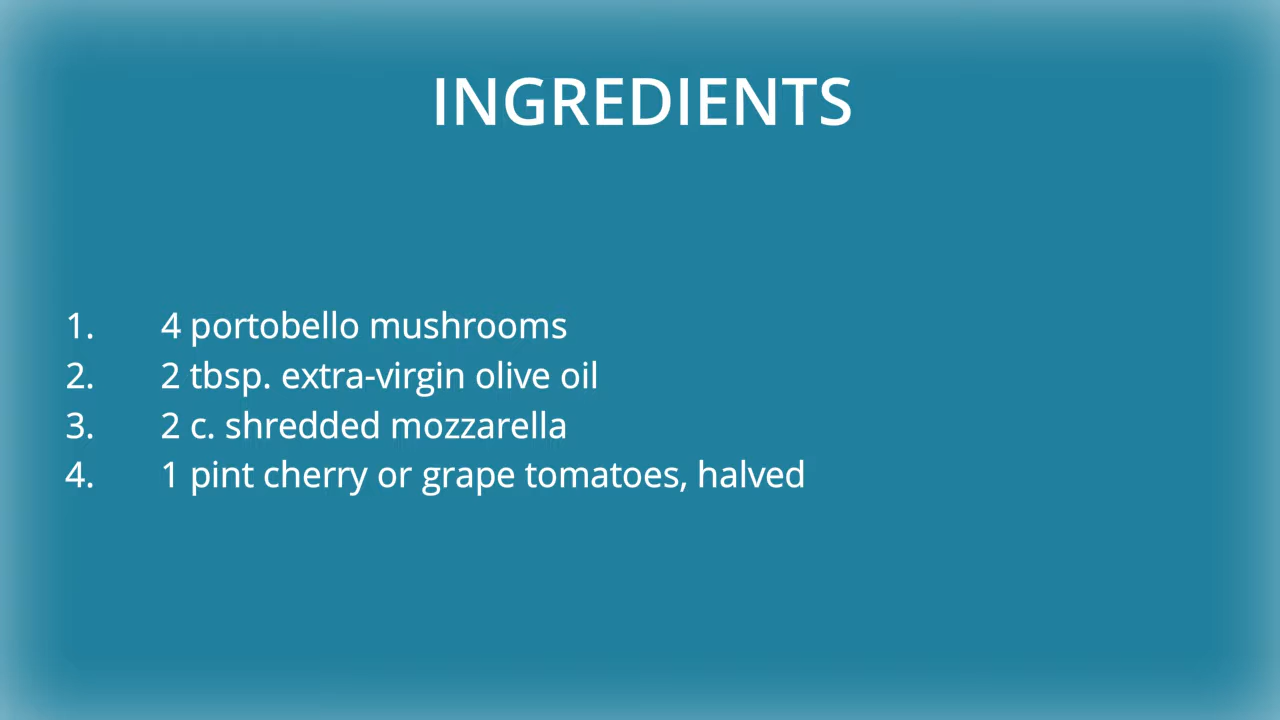 INGREDIENTS
1. 4 portobello mushrooms
2. 2 tbsp. extra-virgin olive oil
3. 2 c. shredded mozzarella
4. 1 pint cherry or grape tomatoes, halved